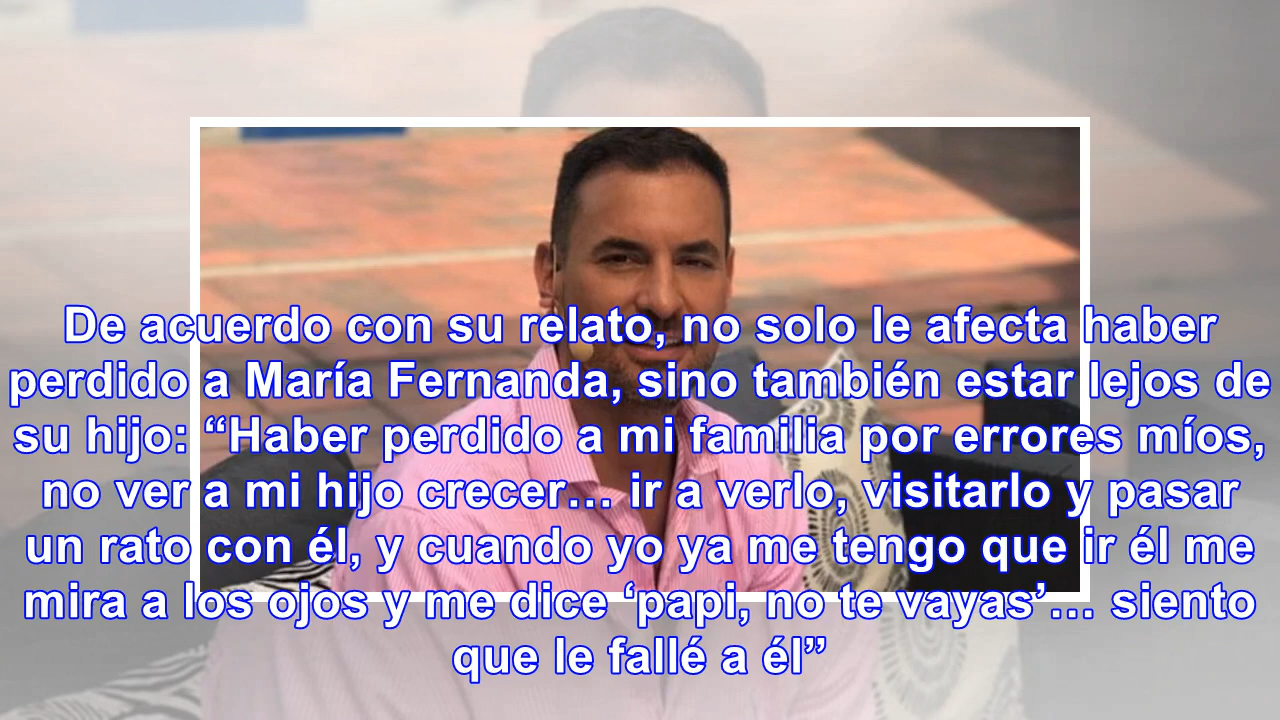 De acuerdo con su relato, no solo le afecta haber
perdido a María Fernanda, sino también estar lejos de
su hijo: “Haber perdido a mi familia por errores míos,
no ver a mi hijo crecer… ir a verlo, visitarlo y pasar
un rato con él, y cuando yo ya me tengo que ir él me
mira a los ojos y me dice ‘papi, no te vayas’… siento
que le fallé a él”